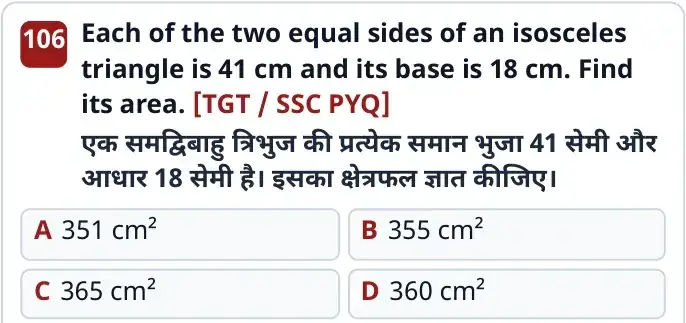 106 Each of the two equal sides of an isosceles
triangle is 41 cm and its base is 18 cm. Find
its area. [TGT / SSC PYQ]
एक समद्विबाहु त्रिभुज की प्रत्येक समान भुजा 41 सेमी और
आधार 18 सेमी है। इसका क्षेत्रफल ज्ञात कीजिए।
A 351 cm² B 355 cm²
C 365 cm² D 360 cm²